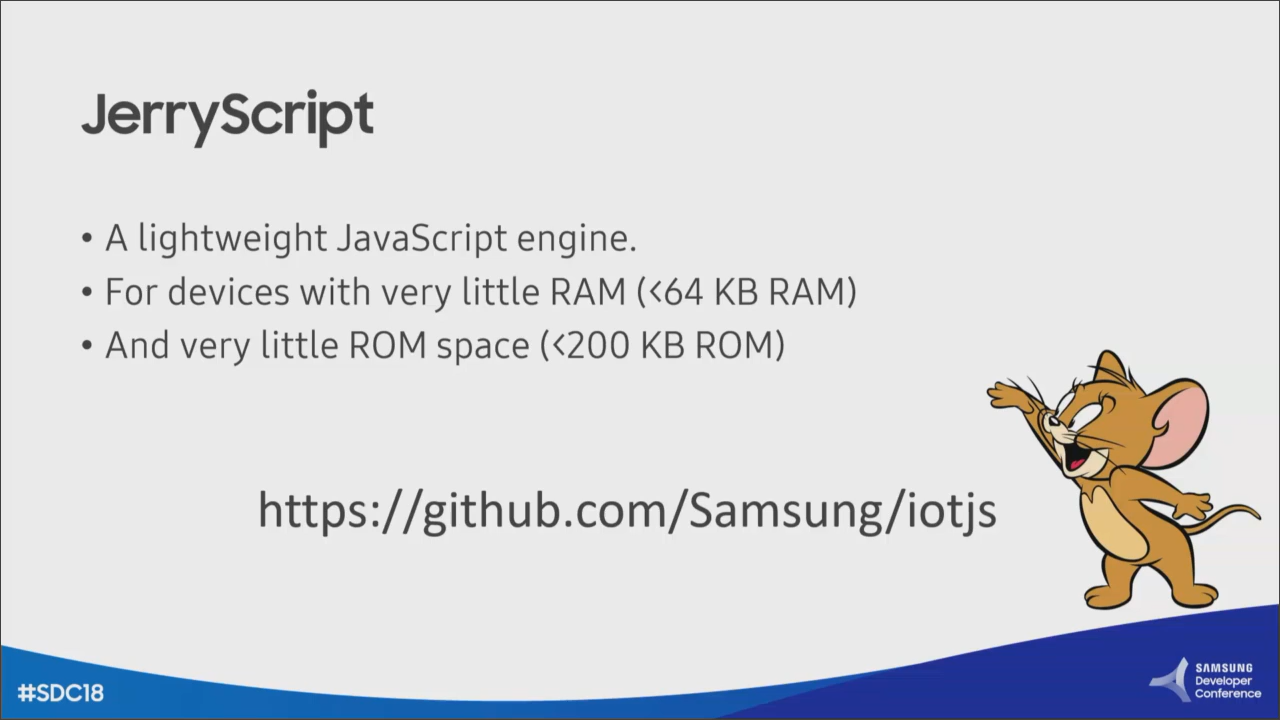 JerryScript
• A lightweight JavaScript engine.
• For devices with very little RAM (<64 KB RAM)
• And very little ROM space (<200 KB ROM)
https://github.com/Samsung/iotjs
#SDC18
SAMSUNG
Developer
Conference